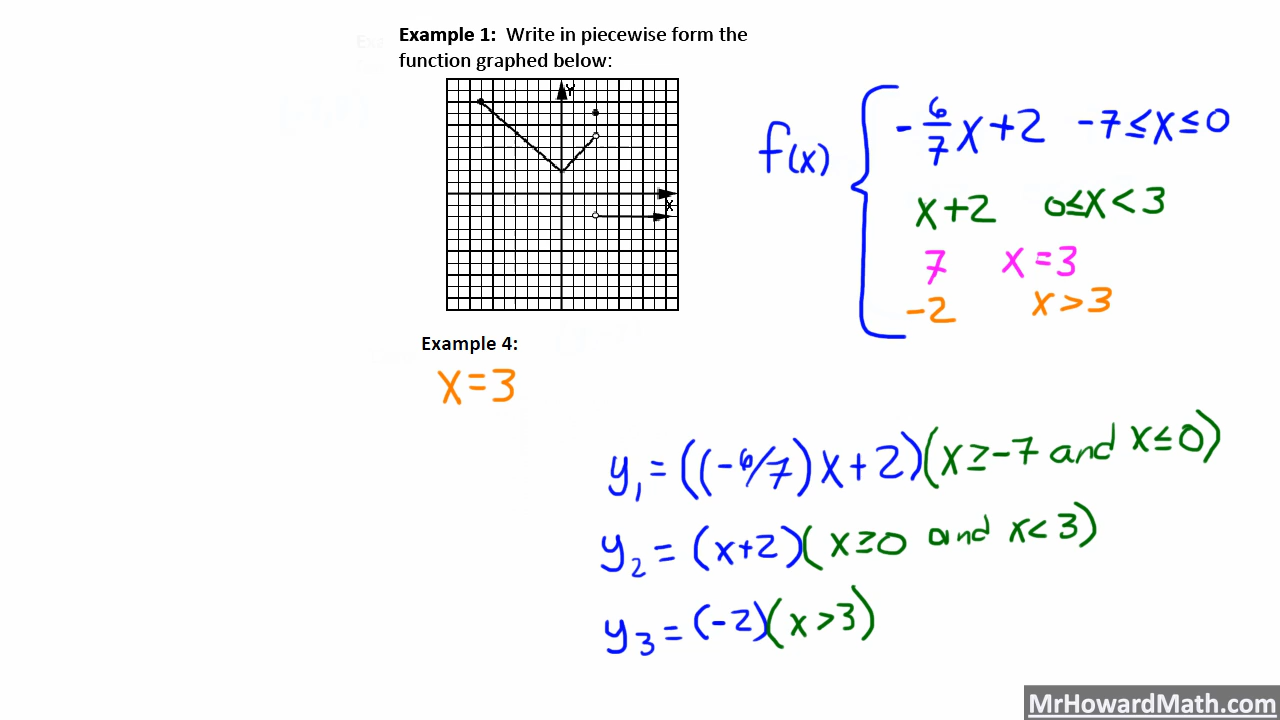 Example 1: Write in piecewise form the
function graphed below:
Y
X
f(x)
-6/7x+2 -7≤x≤0
x+2 0≤x<3
7 x=3
-2 x>3
Example 4:
x=3
y₁=((-6/7)x+2)(x≥-7 and x≤0)
y₂=(x+2)(x≥0 and x<3)
y₃=(-2)(x>3)
MrHowardMath.com